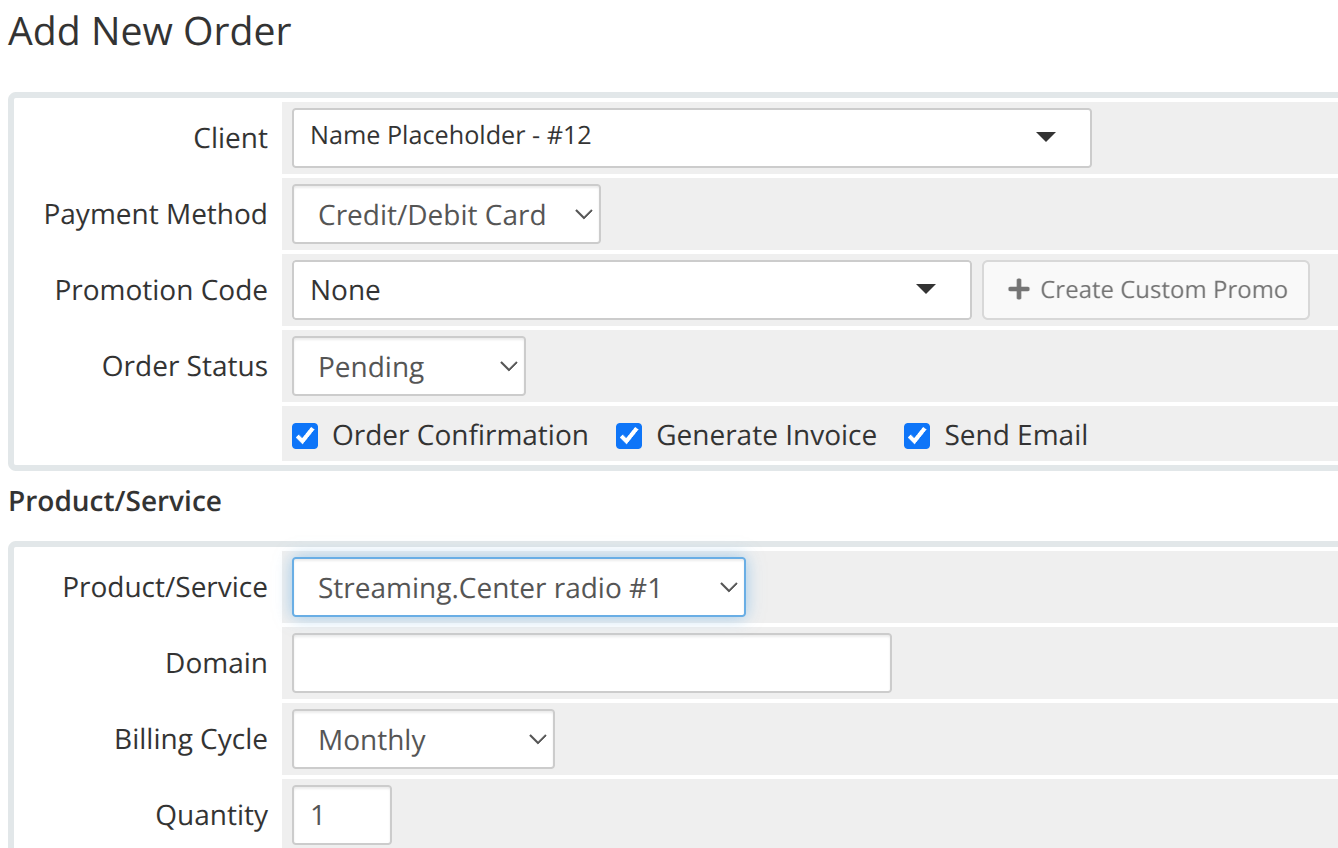 Add New Order
Client Name Placeholder - #12
Payment Method Credit/Debit Card
Promotion Code None + Create Custom Promo
Order Status Pending
Order Confirmation Generate Invoice Send Email
Product/Service
Product/Service Streaming.Center radio #1
Domain
Billing Cycle Monthly
Quantity 1